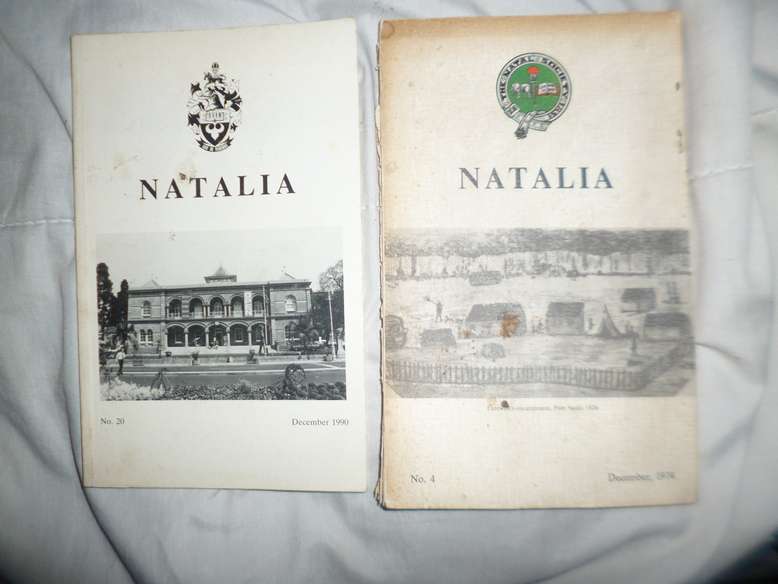 NATALIA
No. 20
December 1990
NATALIA
No. 4
December, 1974